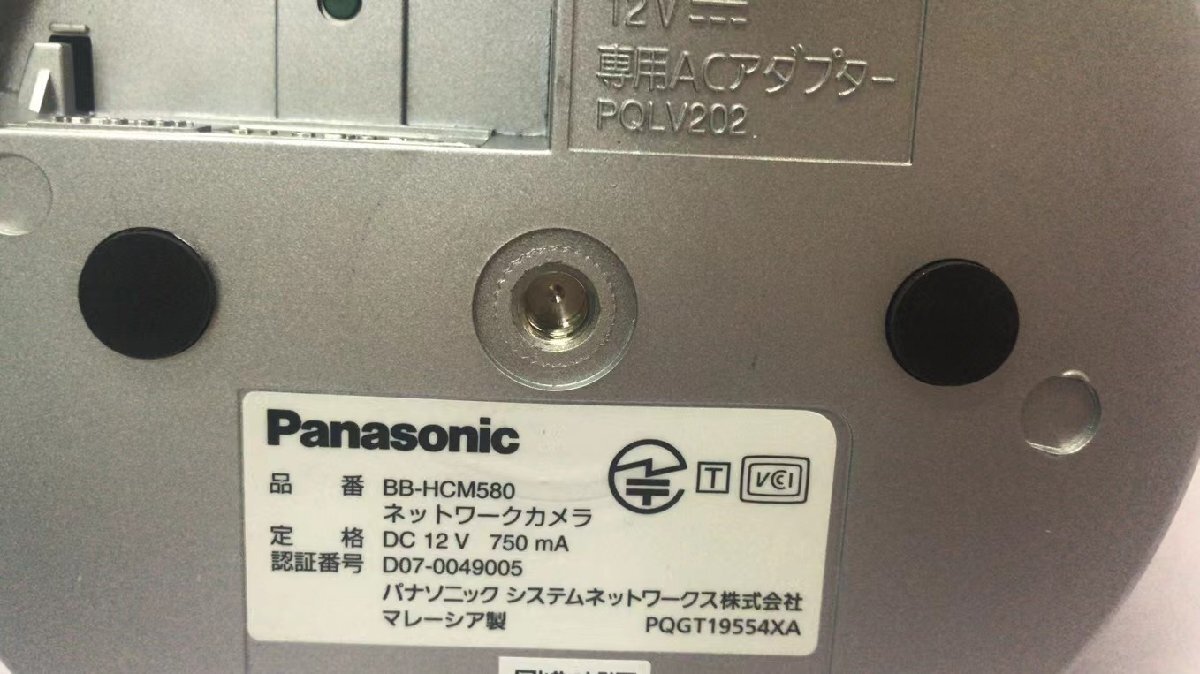 12V
専用ACアダプター
PQLV202
Panasonic
品 番 BB-HCM580
ネットワークカメラ
T
VCCI
定 格 DC 12 V 750 mA
認証番号 D07-0049005
パナソニック システムネットワークス株式会社
マレーシア製 PQGT19554XA